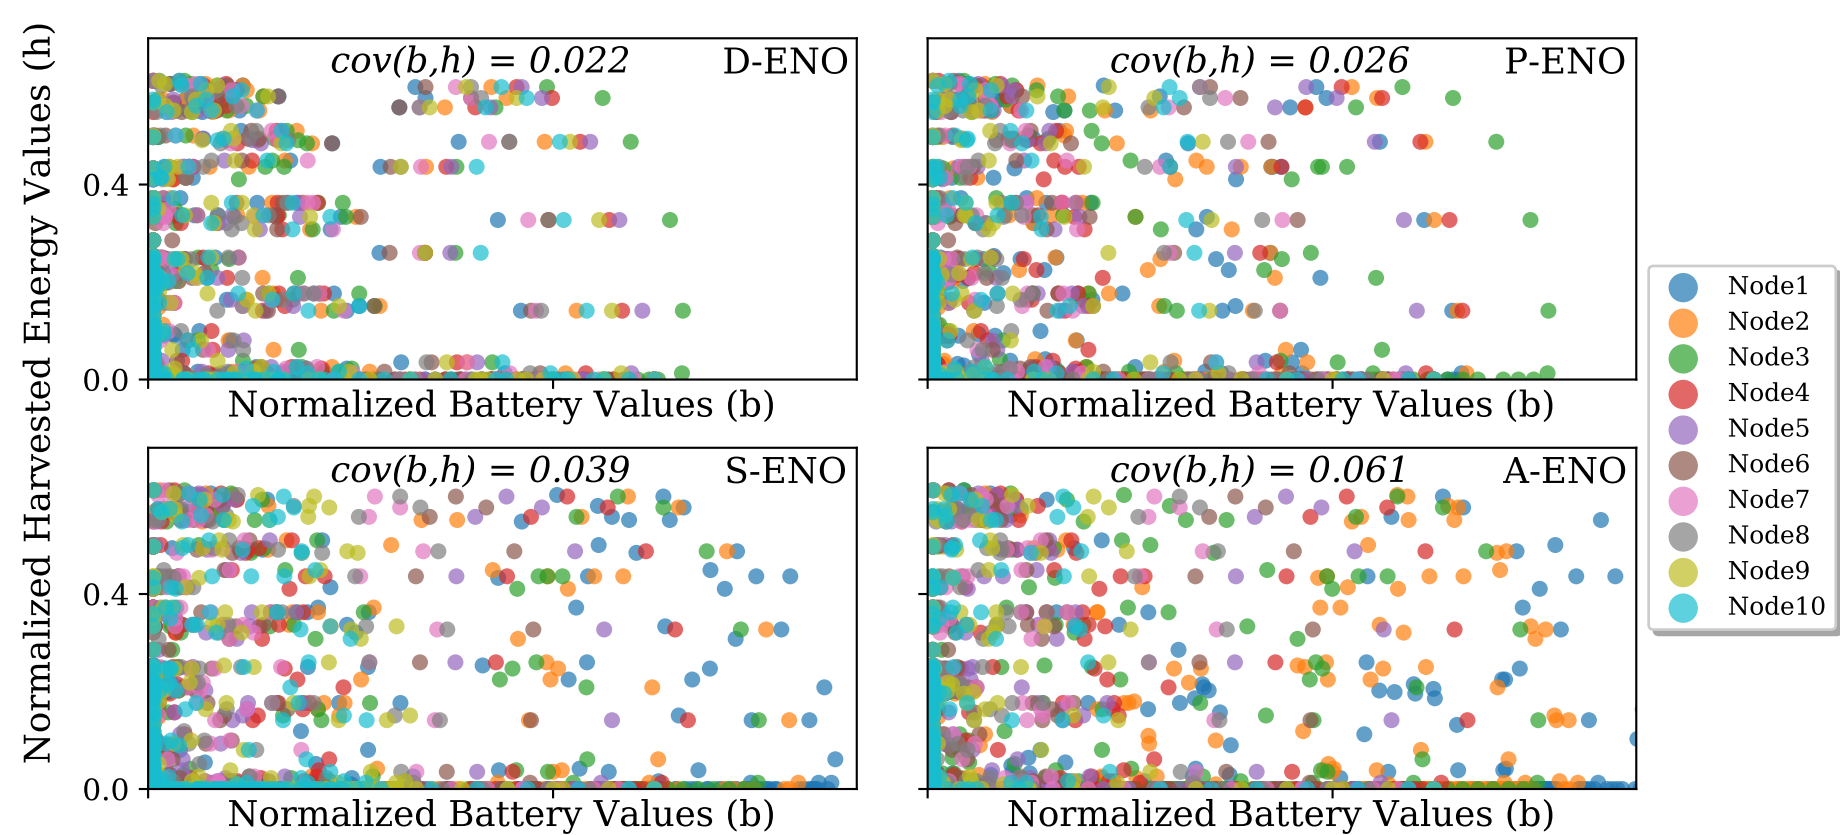 Normalized Harvested Energy Values (h)
cov(b,h) = 0.022
D-ENO
0.4
0.0
Normalized Battery Values (b)
cov(b,h) = 0.026
P-ENO
Normalized Battery Values (b)
cov(b,h) = 0.039
S-ENO
0.4
0.0
Normalized Battery Values (b)
cov(b,h) = 0.061
A-ENO
Normalized Battery Values (b)
Node1
Node2
Node3
Node4
Node5
Node6
Node7
Node8
Node9
Node10